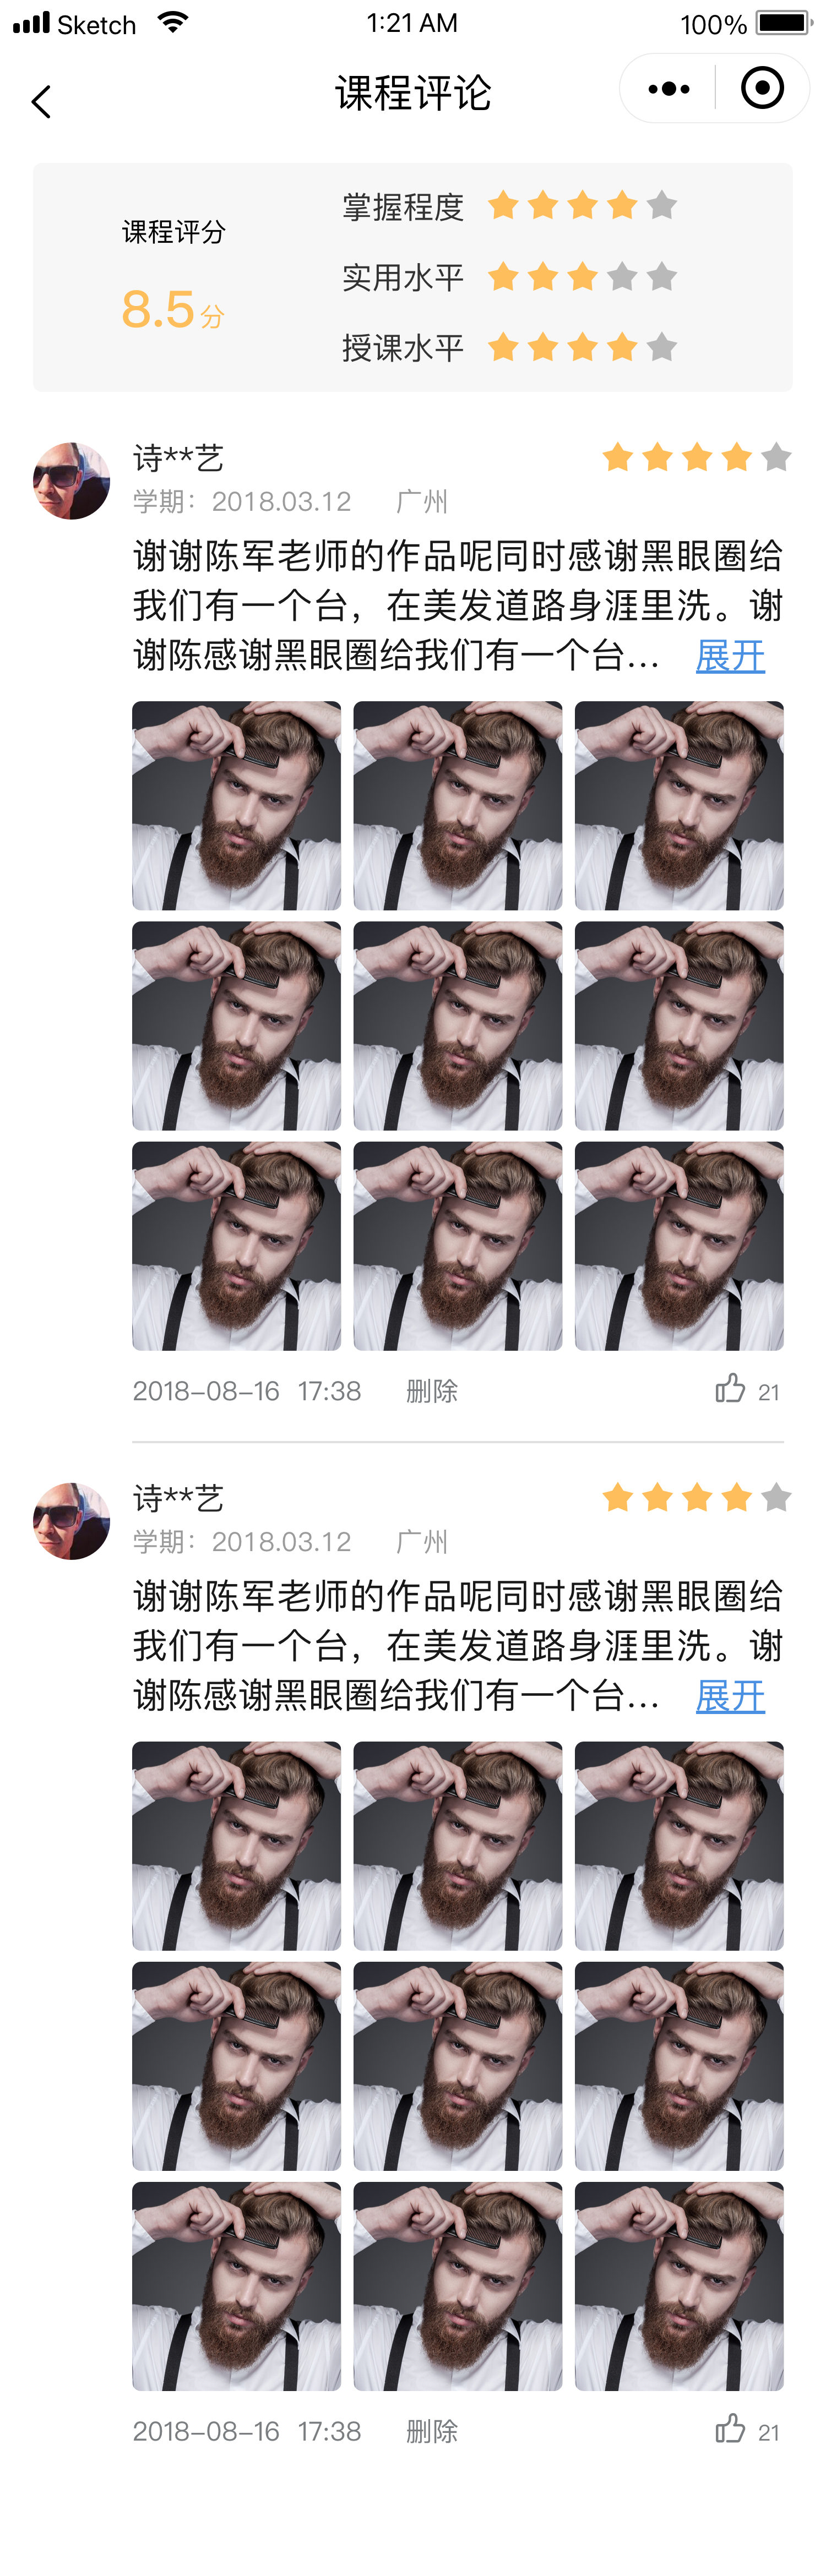 Sketch 1:21 AM 100%
课程评论
课程评分
8.5分
掌握程度
实用水平
授课水平
诗**艺
学期：2018.03.12 广州
谢谢陈军老师的作品呢同时感谢黑眼圈给
我们有一个台，在美发道路身涯里洗。谢
谢陈感谢黑眼圈给我们有一个台... 展开
2018-08-16 17:38 删除 21
诗**艺
学期：2018.03.12 广州
谢谢陈军老师的作品呢同时感谢黑眼圈给
我们有一个台，在美发道路身涯里洗。谢
谢陈感谢黑眼圈给我们有一个台... 展开
2018-08-16 17:38 删除 21